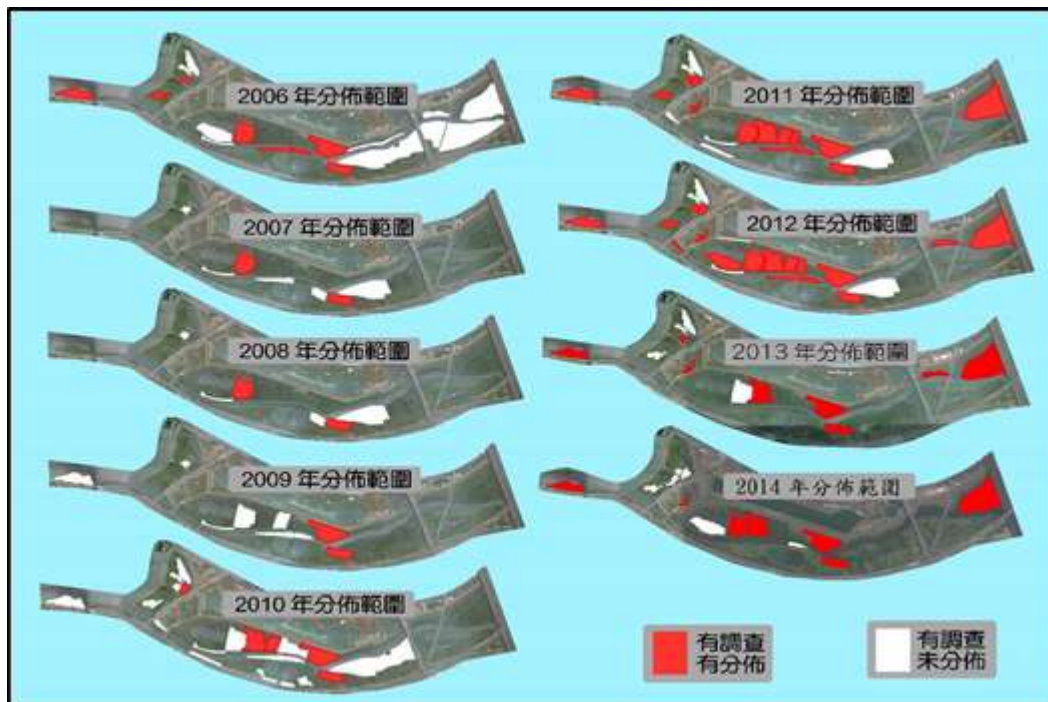 2006 年分佈範圍
2007 年分佈範圍
2008 年分佈範圍
2009 年分佈範圍
2010 年分佈範圍
2011 年分佈範圍
2012 年分佈範圍
2013 年分佈範圍
2014 年分佈範圍
有調查
有分佈
有調查
未分佈